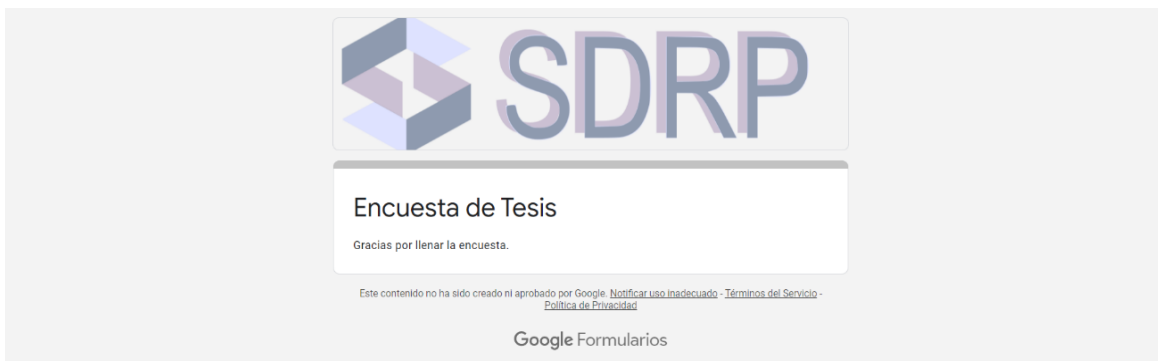 SDRP
Encuesta de Tesis
Gracias por llenar la encuesta.
Este contenido no ha sido creado ni aprobado por Google. Notificar uso inadecuado - Términos del Servicio -
Política de Privacidad
Google Formularios